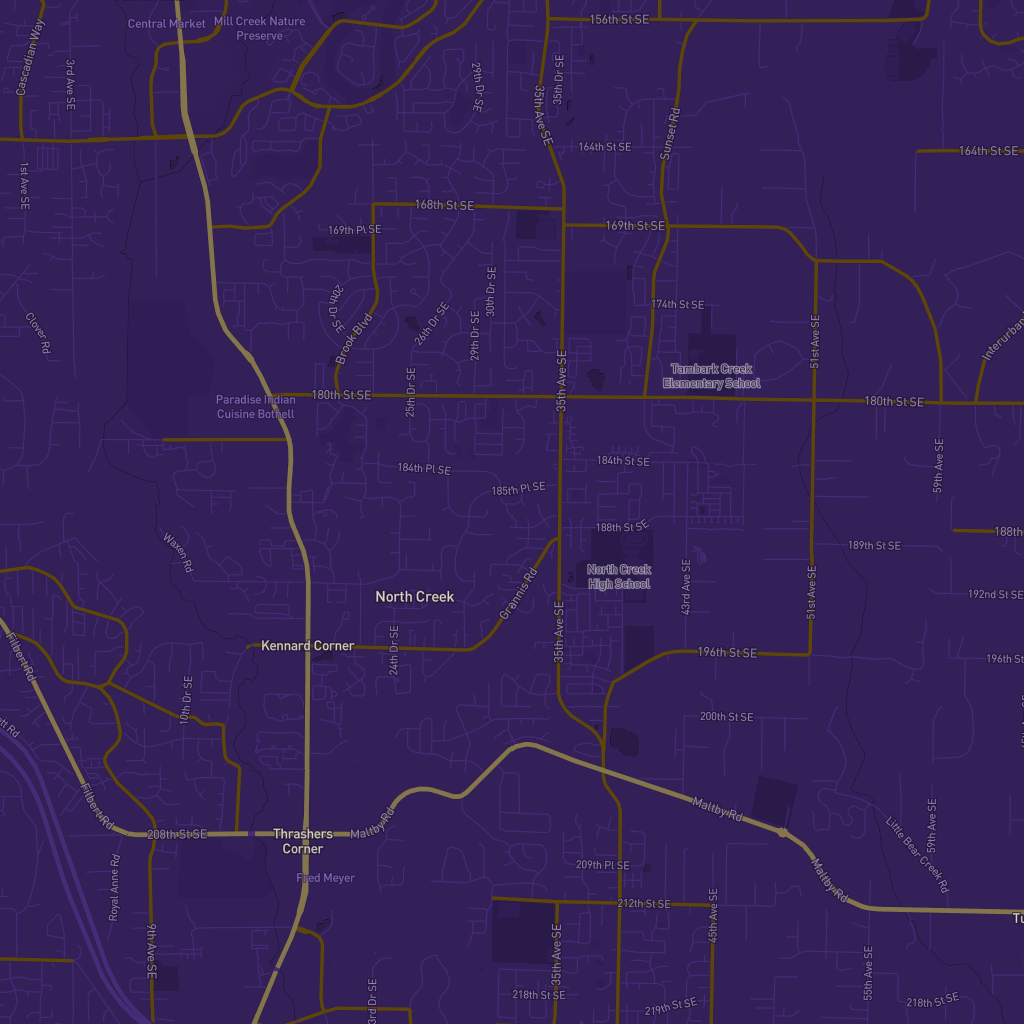 Central Market
Mill Creek Nature
Preserve
156th St SE
Cascadian Way
3rd Ave SE
29th Dr SE
35th Dr SE
35th Ave SE
Sunset Rd
164th St SE
164th St SE
1st Ave SE
168th St SE
169th Pl SE
169th St SE
20th Dr SE
30th Dr SE
174th St SE
Clover Rd
Brook Blvd
26th Dr SE
29th Dr SE
51st Ave SE
Interurban
Tambark Creek
Elementary School
35th Ave SE
25th Dr SE
180th St SE
180th St SE
Paradise Indian
Cuisine Bothell
184th Pl SE
184th St SE
59th Ave SE
185th Pl SE
188th St SE
188th
Waxen Rd
189th St SE
North Creek
High School
43rd Ave SE
51st Ave SE
Grannis Rd
North Creek
192nd St SE
35th Ave SE
Kennard Corner
24th Dr SE
Filbert Rd
196th St SE
196th St
10th Dr SE
200th St SE
ett Rd
Filbert Rd
Maltby Rd
208th St SE
Thrashers
Corner
Maltby Rd
Little Bear Creek Rd
59th Ave SE
209th Pl SE
Maltby Rd
Royal Anne Rd
Fred Meyer
212th St SE
45th Ave SE
Tu
9th Ave SE
35th Ave SE
55th Ave SE
3rd Dr SE
218th St SE
219th St SE
218th St SE